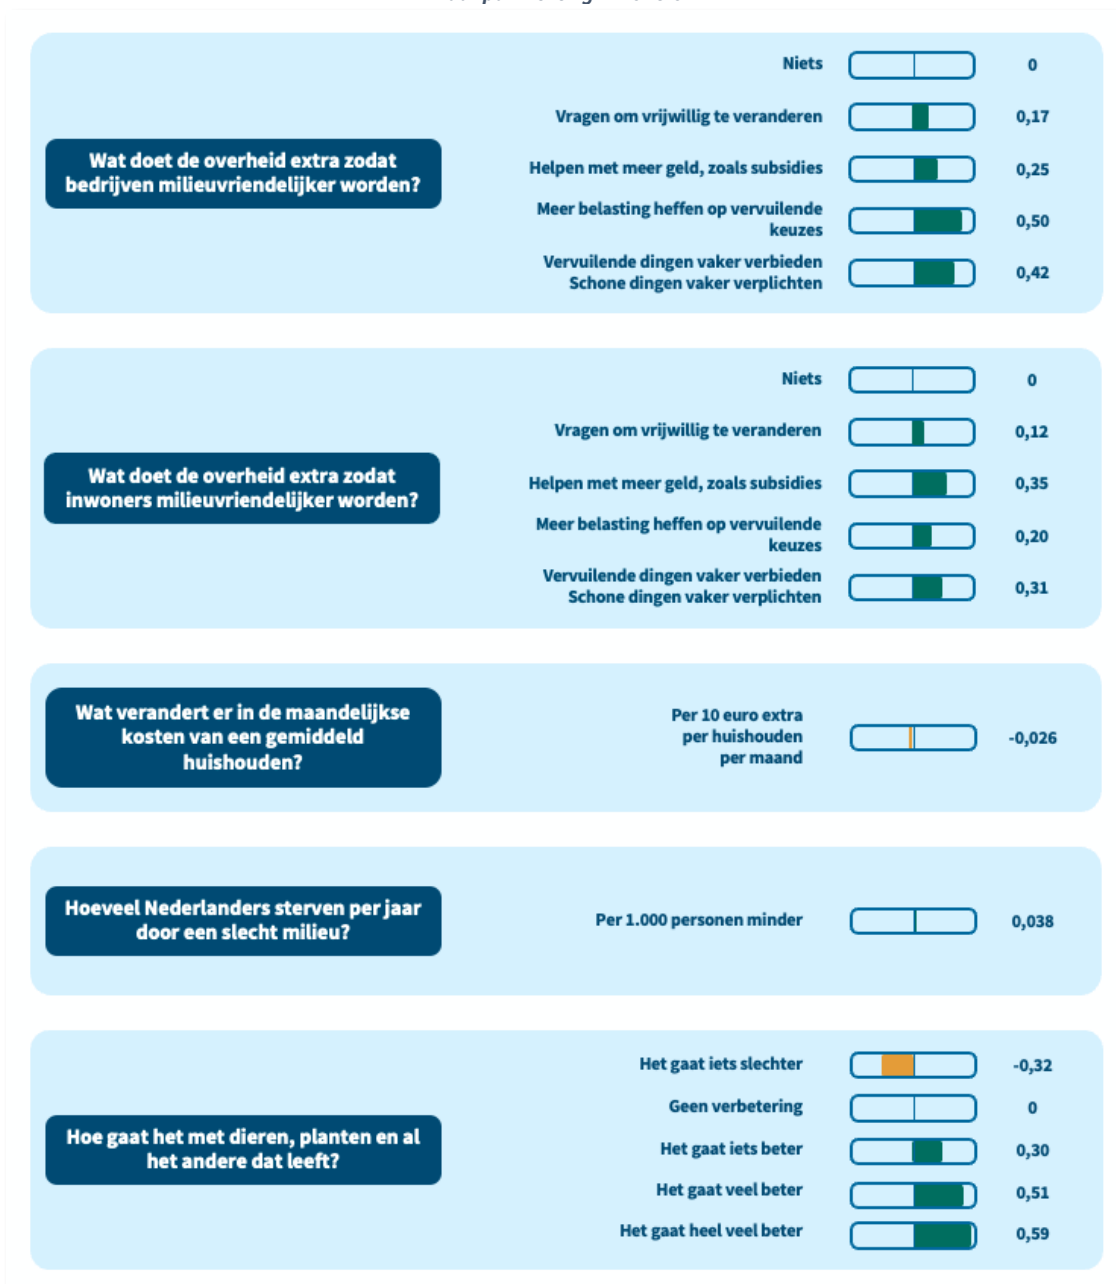 Niets 0
Vragen om vrijwillig te veranderen 0,17
Wat doet de overheid extra zodat
bedrijven milieuvriendelijker worden?
Helpen met meer geld, zoals subsidies 0,25
Meer belasting heffen op vervuilende
keuzes 0,50
Vervuilende dingen vaker verbieden
Schone dingen vaker verplichten 0,42
Niets 0
Vragen om vrijwillig te veranderen 0,12
Wat doet de overheid extra zodat
inwoners milieuvriendelijker worden?
Helpen met meer geld, zoals subsidies 0,35
Meer belasting heffen op vervuilende
keuzes 0,20
Vervuilende dingen vaker verbieden
Schone dingen vaker verplichten 0,31
Wat verandert er in de maandelijkse
kosten van een gemiddeld
huishouden?
Per 10 euro extra
per huishouden
per maand
-0,026
Hoeveel Nederlanders sterven per jaar
door een slecht milieu?
Per 1.000 personen minder 0,038
Het gaat iets slechter -0,32
Geen verbetering 0
Hoe gaat het met dieren, planten en al
het andere dat leeft?
Het gaat iets beter 0,30
Het gaat veel beter 0,51
Het gaat heel veel beter 0,59